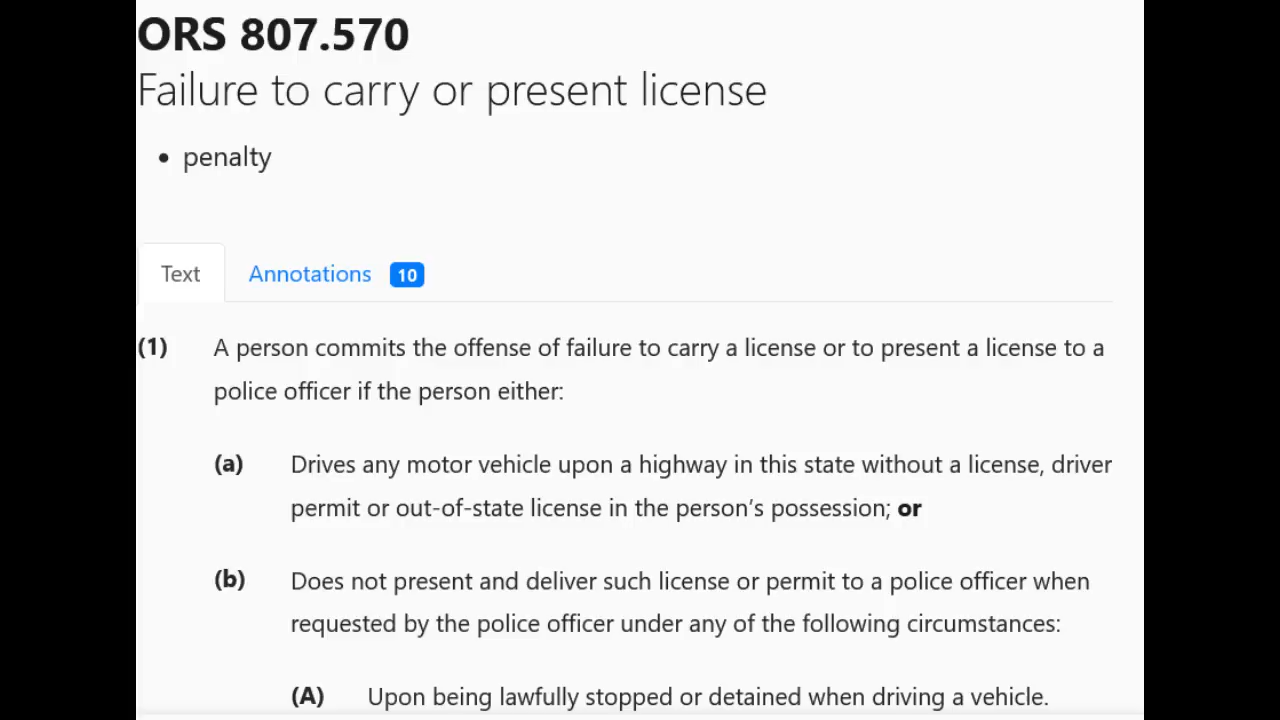 ORS 807.570
Failure to carry or present license
• penalty
Text Annotations 10
(1) A person commits the offense of failure to carry a license or to present a license to a
police officer if the person either:
(a) Drives any motor vehicle upon a highway in this state without a license, driver
permit or out-of-state license in the person’s possession; or
(b) Does not present and deliver such license or permit to a police officer when
requested by the police officer under any of the following circumstances:
(A) Upon being lawfully stopped or detained when driving a vehicle.